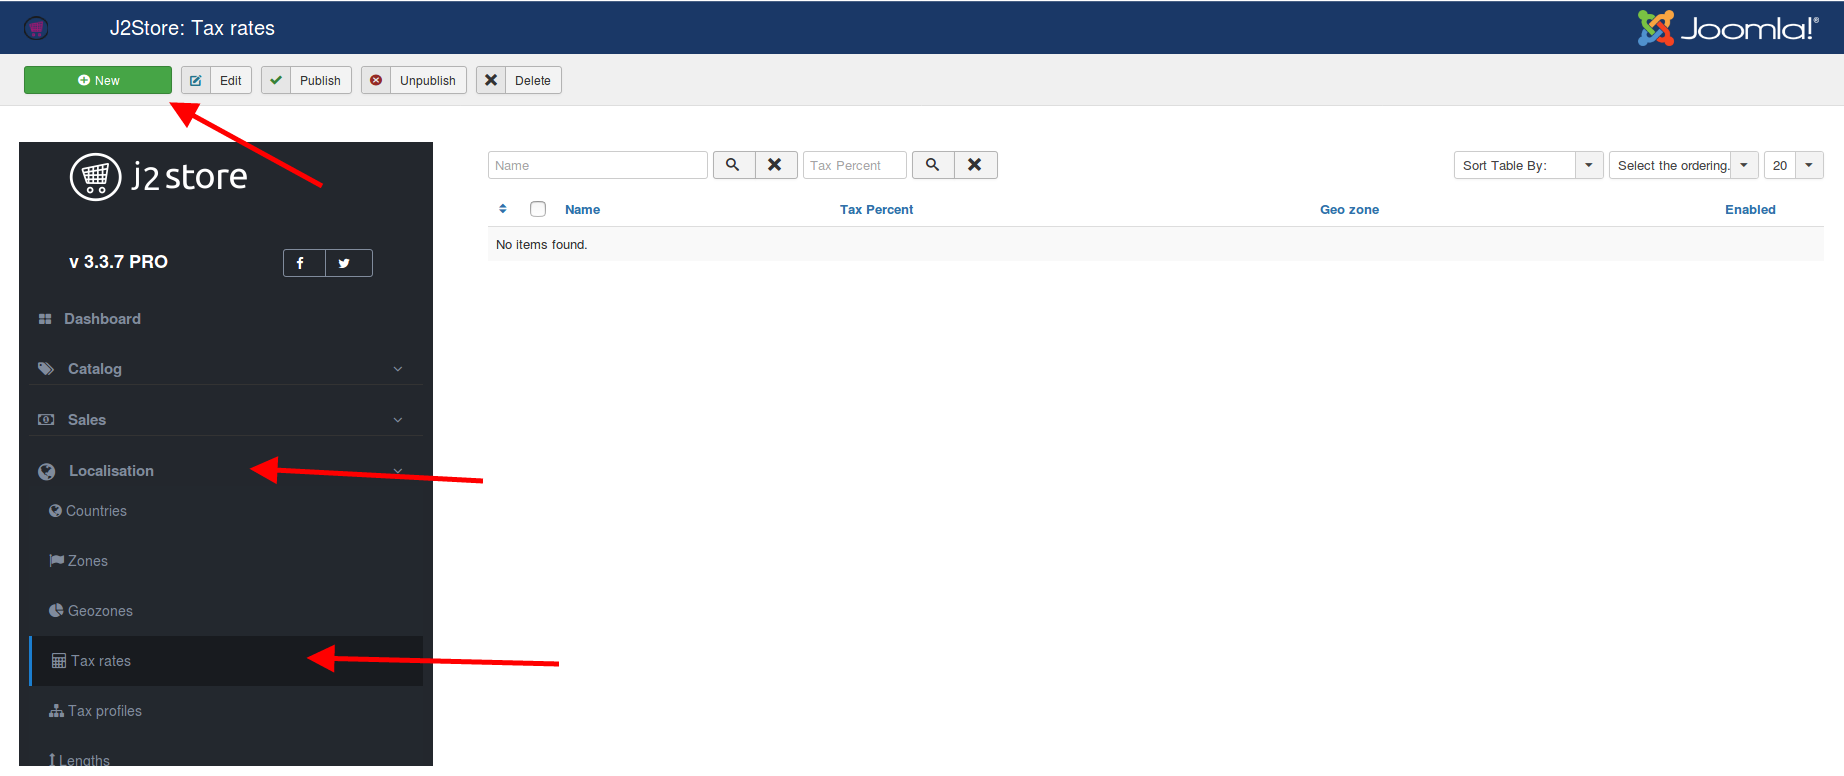 J2Store: Tax rates
Joomla!®
New Edit Publish Unpublish Delete
j2store
Name Tax Percent Sort Table By: Select the ordering. 20
Name Tax Percent Geo zone Enabled
No items found.
v 3.3.7 PRO
Dashboard
Catalog
Sales
Localisation
Countries
Zones
Geozones
Tax rates
Tax profiles
Lengths